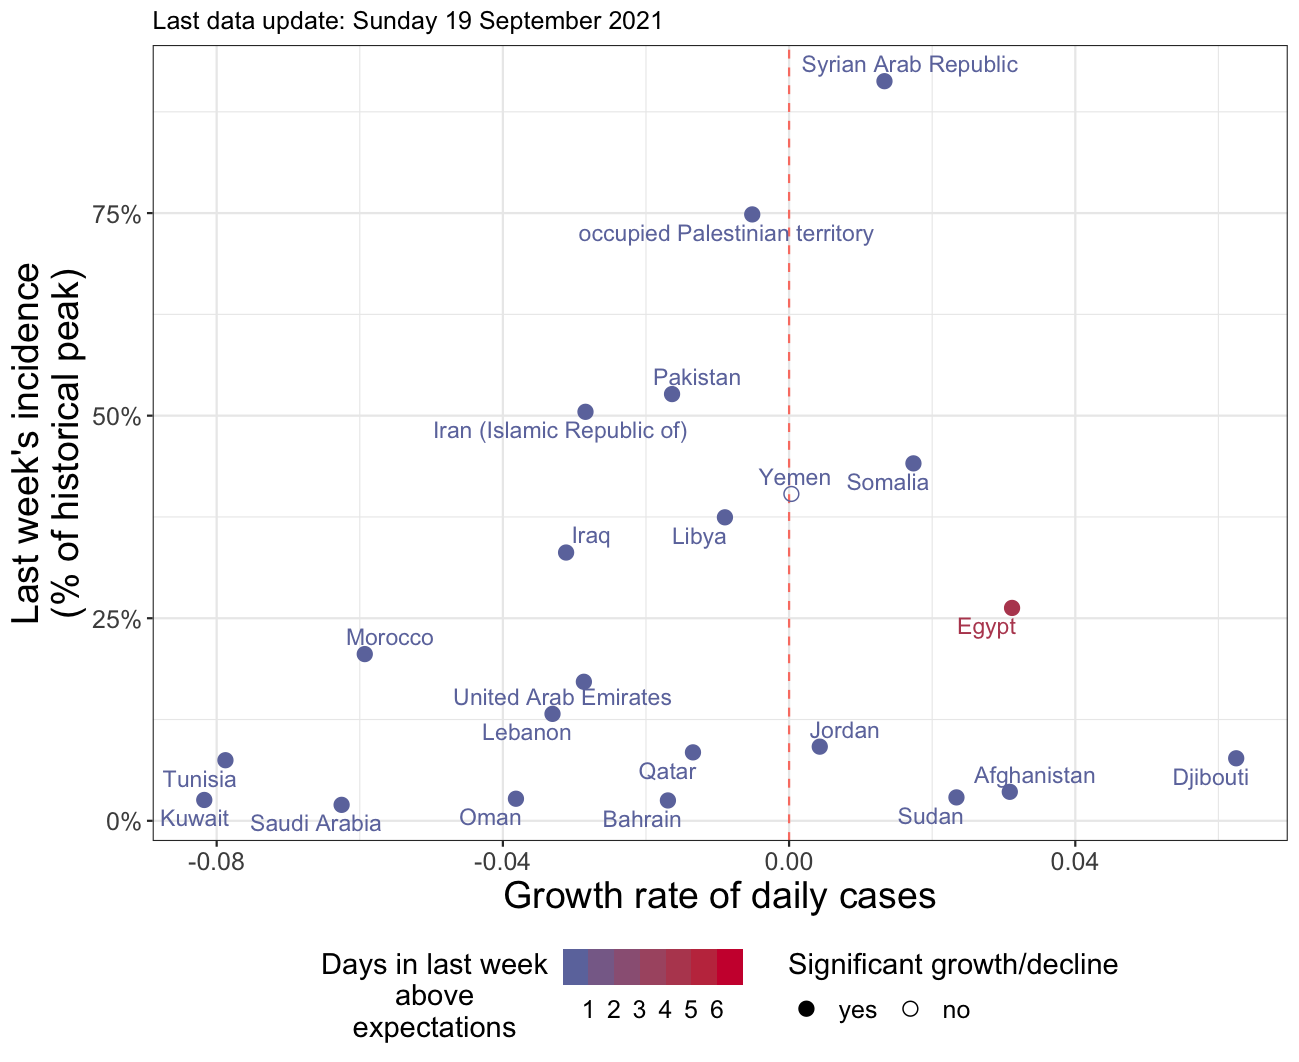 Last data update: Sunday 19 September 2021
Syrian Arab Republic
75%
occupied Palestinian territory
Pakistan
50%
Iran (Islamic Republic of)
Yemen
Somalia
Libya
Iraq
25%
Egypt
Morocco
United Arab Emirates
Lebanon
Jordan
Qatar
Afghanistan
Djibouti
Tunisia
Kuwait
Saudi Arabia
Oman
Bahrain
Sudan
0%
-0.08
-0.04
0.00
0.04
Last week's incidence
(% of historical peak)
Growth rate of daily cases
Days in last week
above
expectations
1 2 3 4 5 6
Significant growth/decline
yes
no